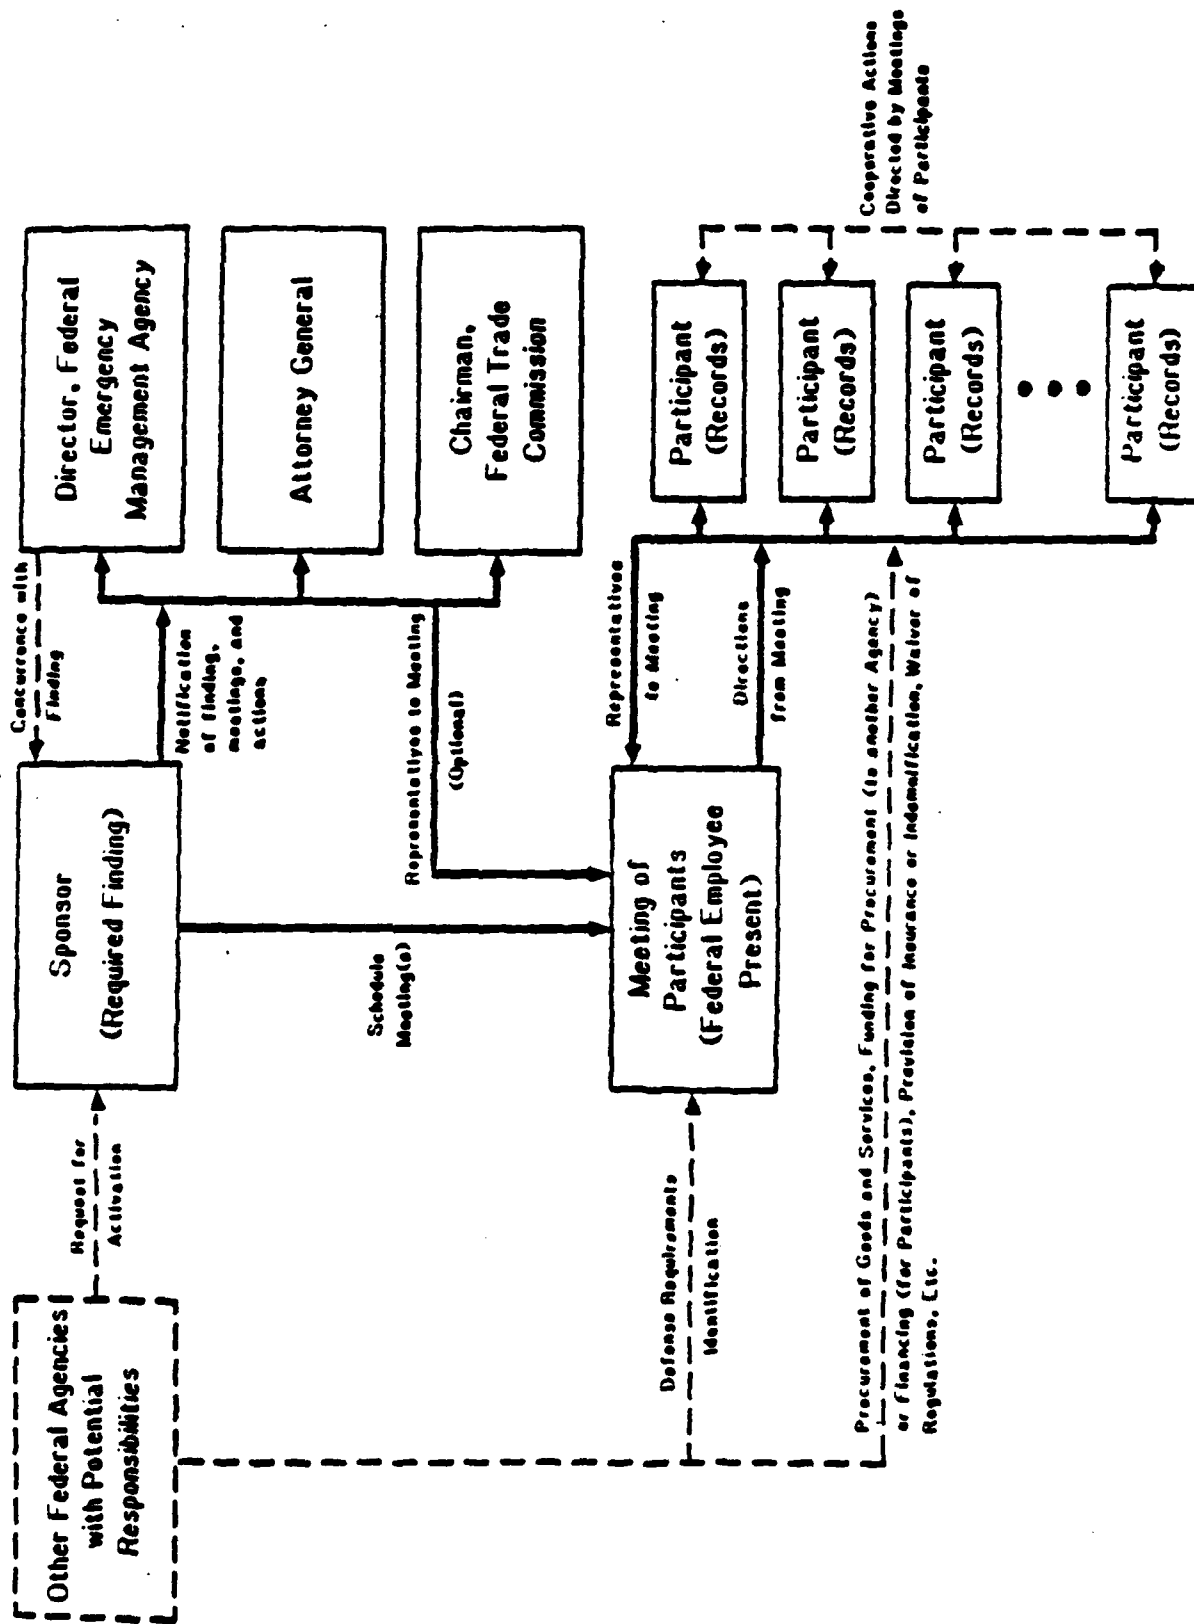 Other Federal Agencies
with Potential
Responsibilities
Request for
Activation
Sponsor
(Required Finding)
Concurrence with
Finding
Notification
of finding,
meetings, and
actions
Director, Federal
Emergency
Management Agency
Attorney General
Chairman,
Federal Trade
Commission
Schedule
Meeting(s)
Representatives to Meeting
(Optional)
Defense Requirements
Identification
Meeting of
Participants
(Federal Employee
Present)
Representatives
to Meeting
Directions
from Meeting
Participant
(Records)
Participant
(Records)
Participant
(Records)
Participant
(Records)
Cooperative Actions
Directed by Meetings
of Participants
Procurement of Goods and Services, Funding for Procurement (to another Agency)
or Financing (for Participants), Provision of Insurance or Indemnification, Waiver of
Regulations, Etc.